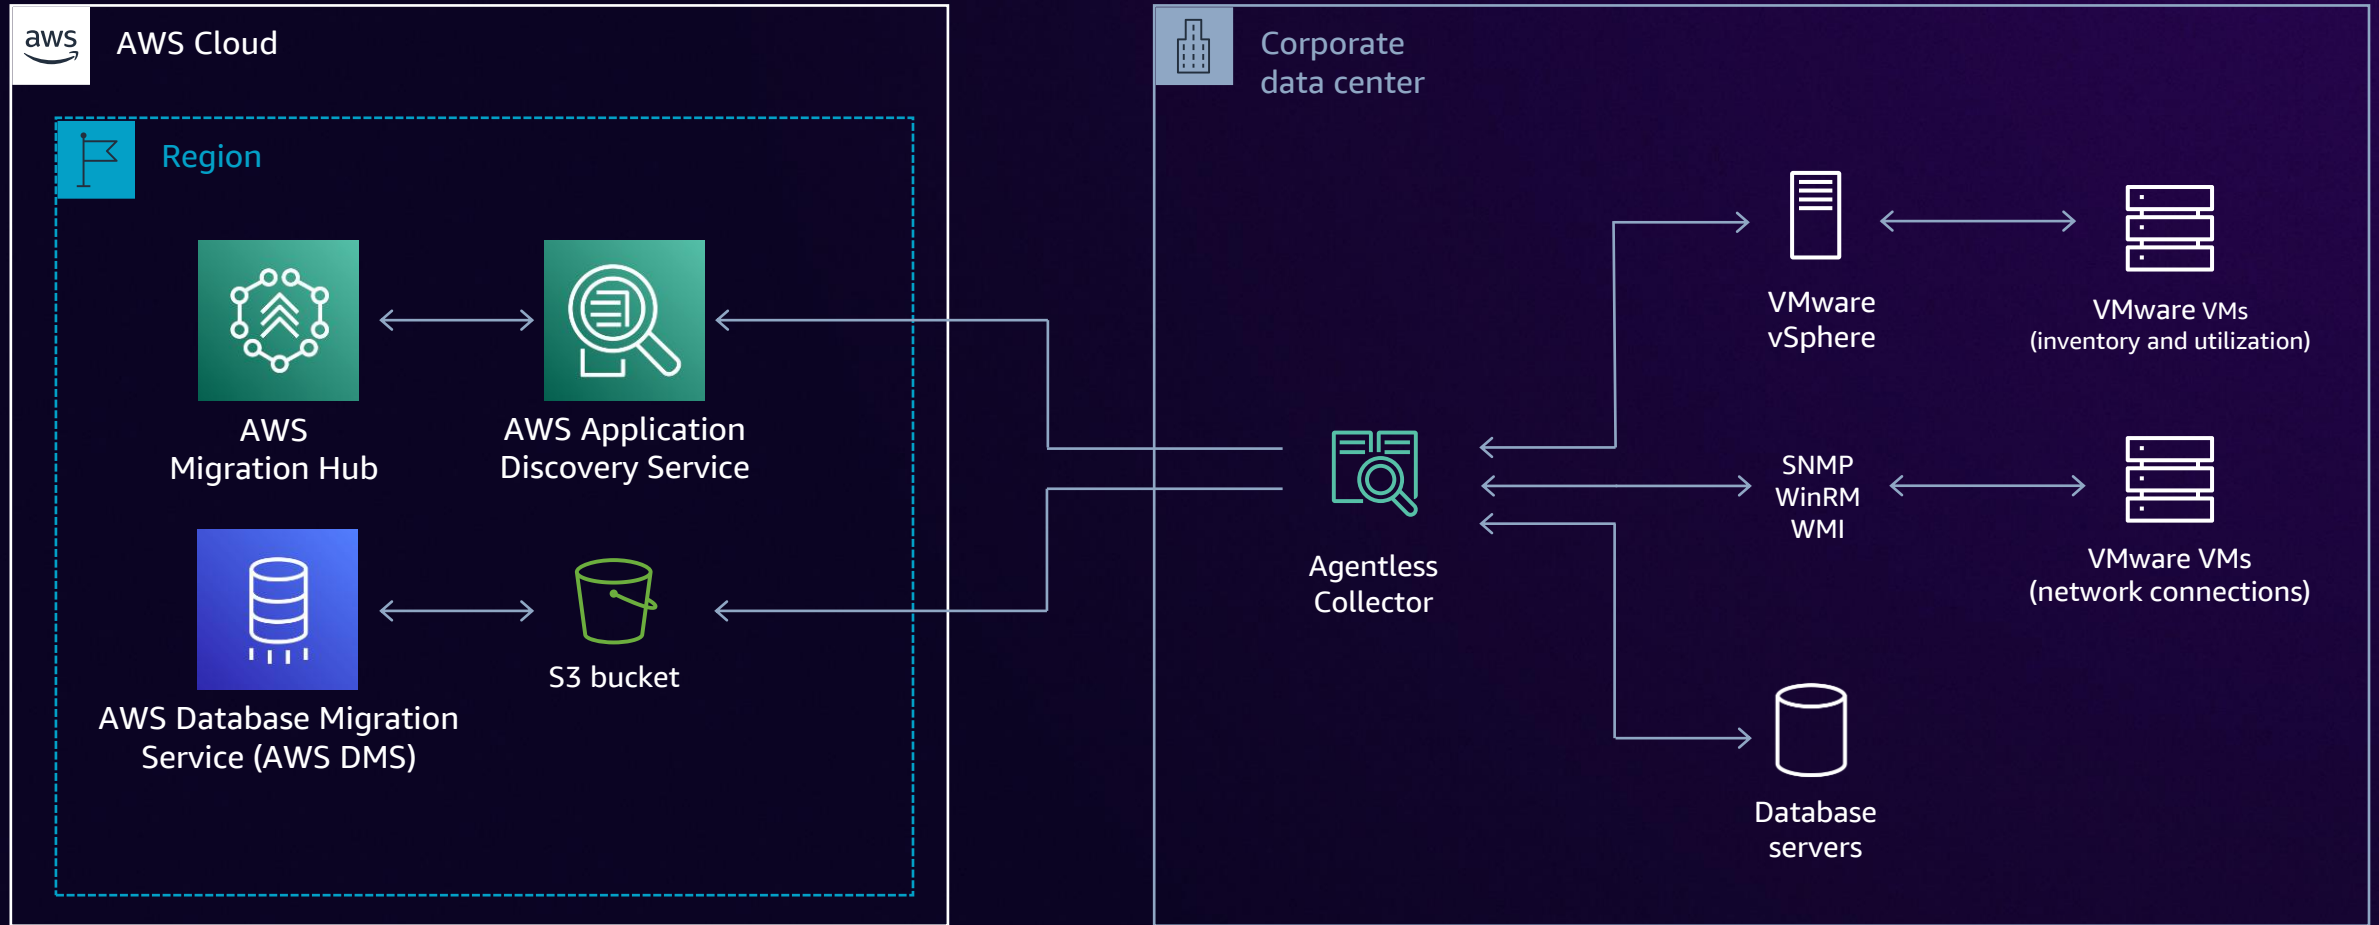 aws
AWS Cloud
Region
AWS
Migration Hub
AWS Application
Discovery Service
AWS Database Migration
Service (AWS DMS)
S3 bucket
Corporate
data center
Agentless
Collector
VMware
vSphere
VMware VMs
(inventory and utilization)
SNMP
WinRM
WMI
VMware VMs
(network connections)
Database
servers